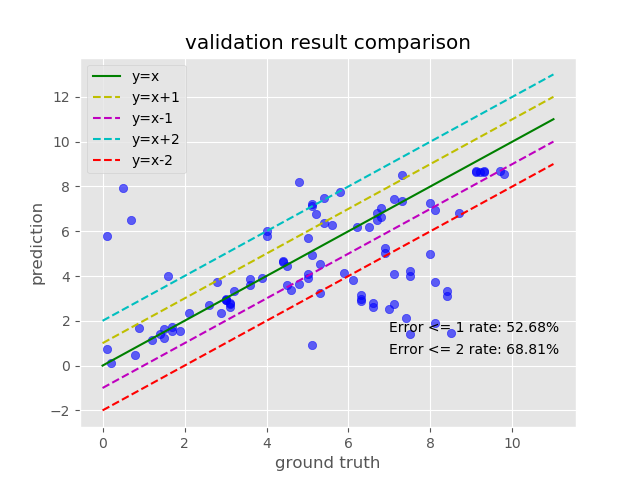 validation result comparison
y=x
y=x+1
y=x-1
y=x+2
y=x-2
12
10
8
6
4
2
0
−2
prediction
Error <= 1 rate: 52.68%
Error <= 2 rate: 68.81%
0 2 4 6 8 10
ground truth